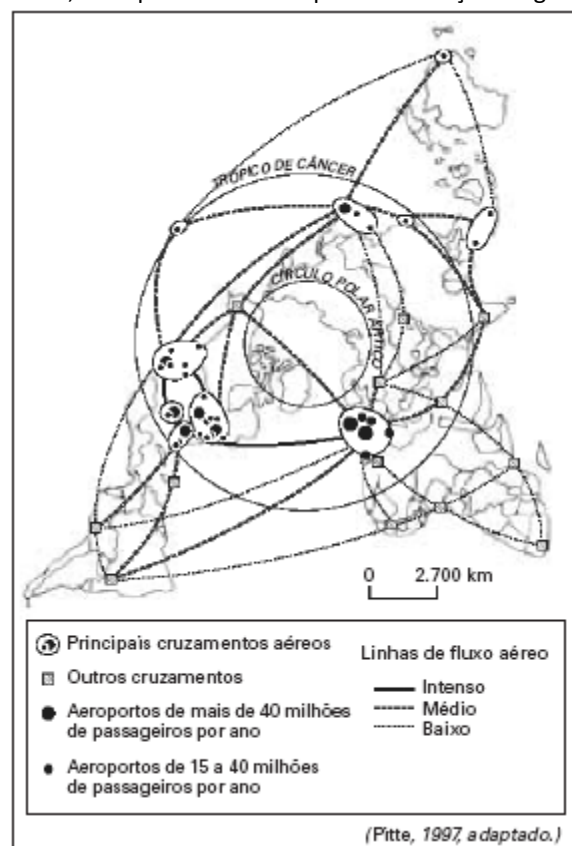 TRÓPICO DE CÂNCER
CÍRCULO POLAR ÁRTICO
0 2.700 km
Principais cruzamentos aéreos
Outros cruzamentos
Aeroportos de mais de 40 milhões
de passageiros por ano
Aeroportos de 15 a 40 milhões
de passageiros por ano
Linhas de fluxo aéreo
Intenso
Médio
Baixo
(Pitte, 1997, adaptado.)